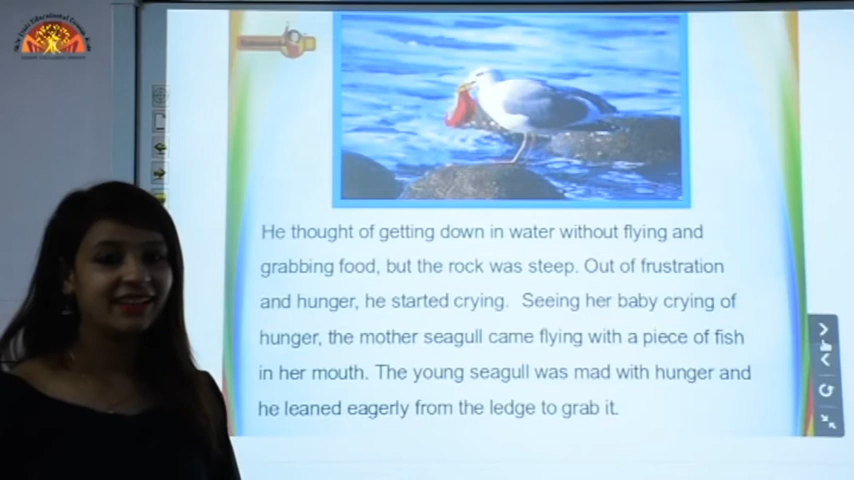 He thought of getting down in water without flying and
grabbing food, but the rock was steep. Out of frustration
and hunger, he started crying. Seeing her baby crying of
hunger, the mother seagull came flying with a piece of fish
in her mouth. The young seagull was mad with hunger and
he leaned eagerly from the ledge to grab it.